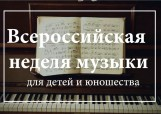 Всероссийская
неделя музыки
для детей и юношества